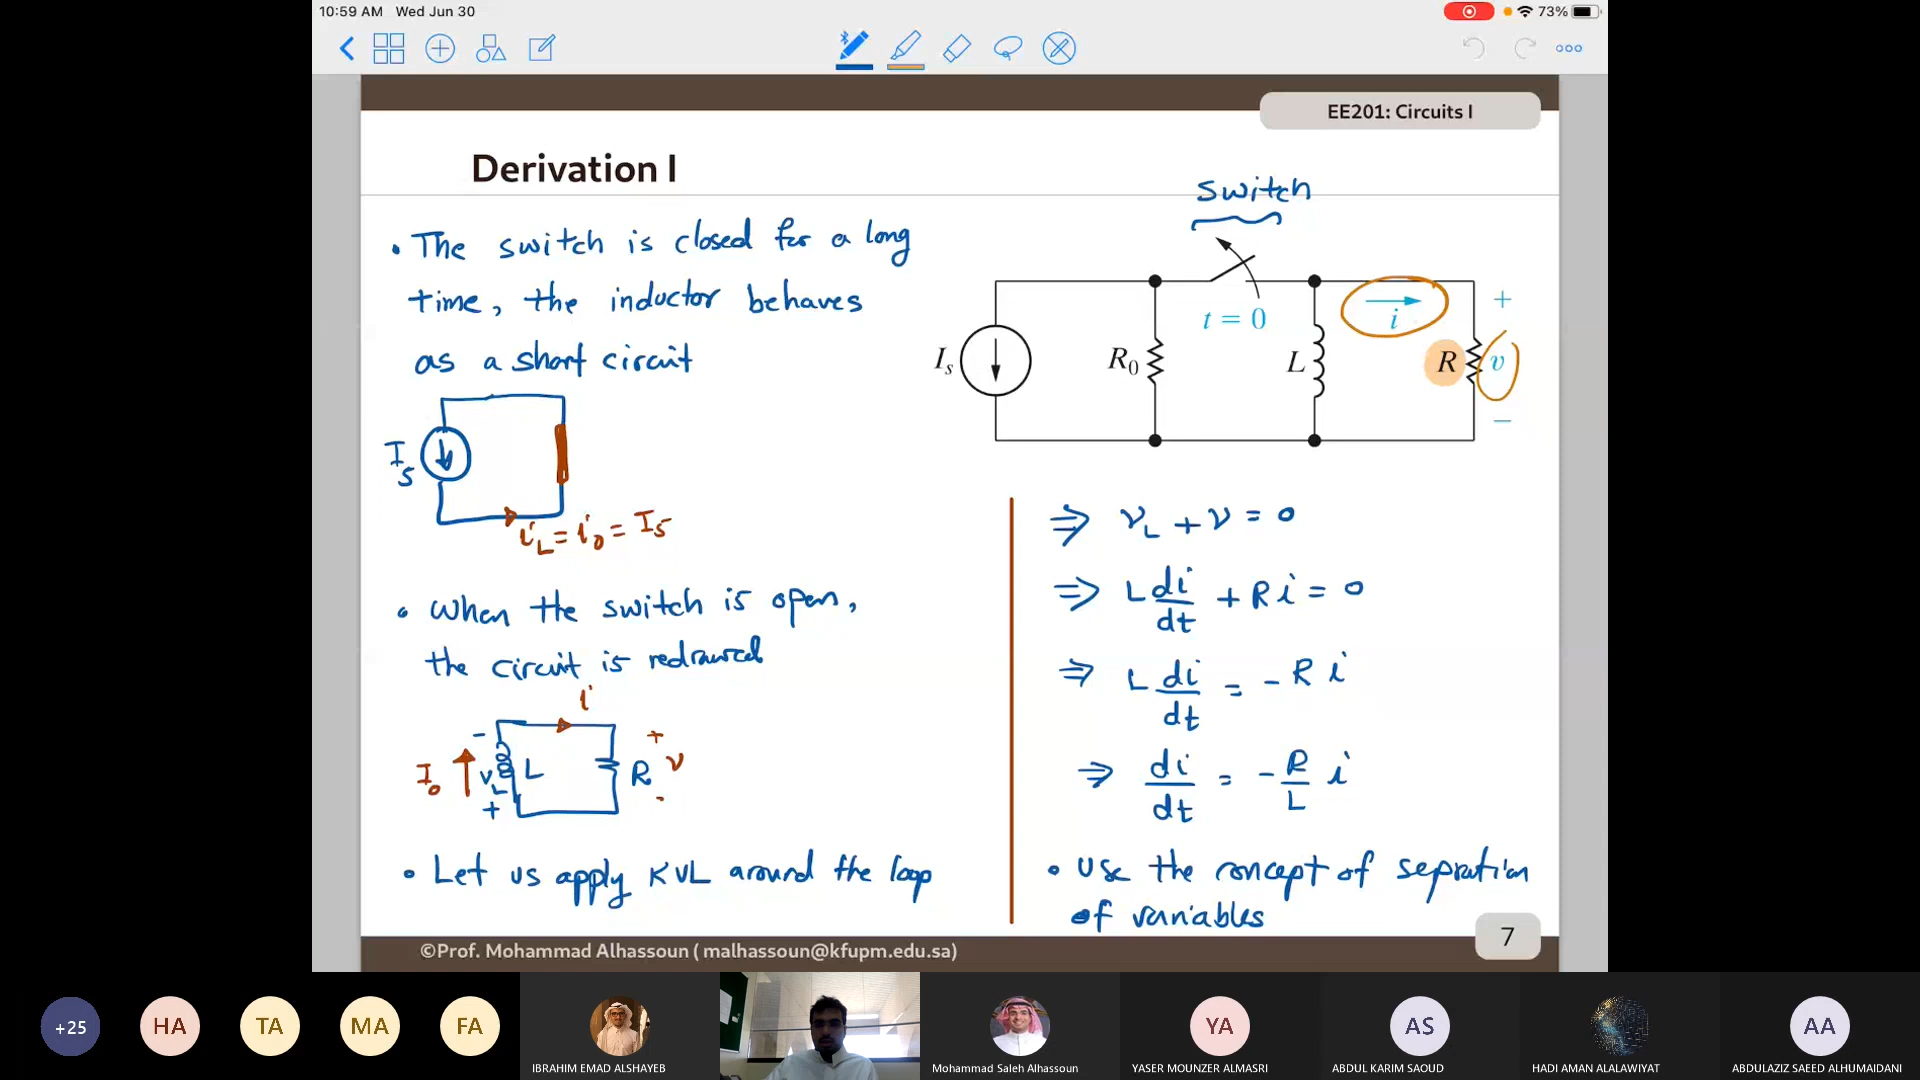 10:59 AM Wed Jun 30
73%
EE201: Circuits I
Derivation I
switch
• The switch is closed for a long
time, the inductor behaves
as a short circuit
Is
iL = i0 = Is
• When the switch is open,
the circuit is redrawed
i
I0
-
vL
+
L
R
+
v
-
• Let us apply KVL around the loop
Is
R0
t = 0
L
i
R
+
v
−
⇒ vL + v = 0
⇒ L di/dt + R i = 0
⇒ L di/dt = - R i
⇒ di/dt = - R/L i
• Use the concept of sepration
of variables
©Prof. Mohammad Alhassoun ( malhassoun@kfupm.edu.sa)
7
+25
HA
TA
MA
FA
IBRAHIM EMAD ALSHAYEB
Mohammad Saleh Alhassoun
YA
YASER MOUNZER ALMASRI
AS
ABDUL KARIM SAOUD
HADI AMAN ALALAWIYAT
AA
ABDULAZIZ SAEED ALHUMAIDANI